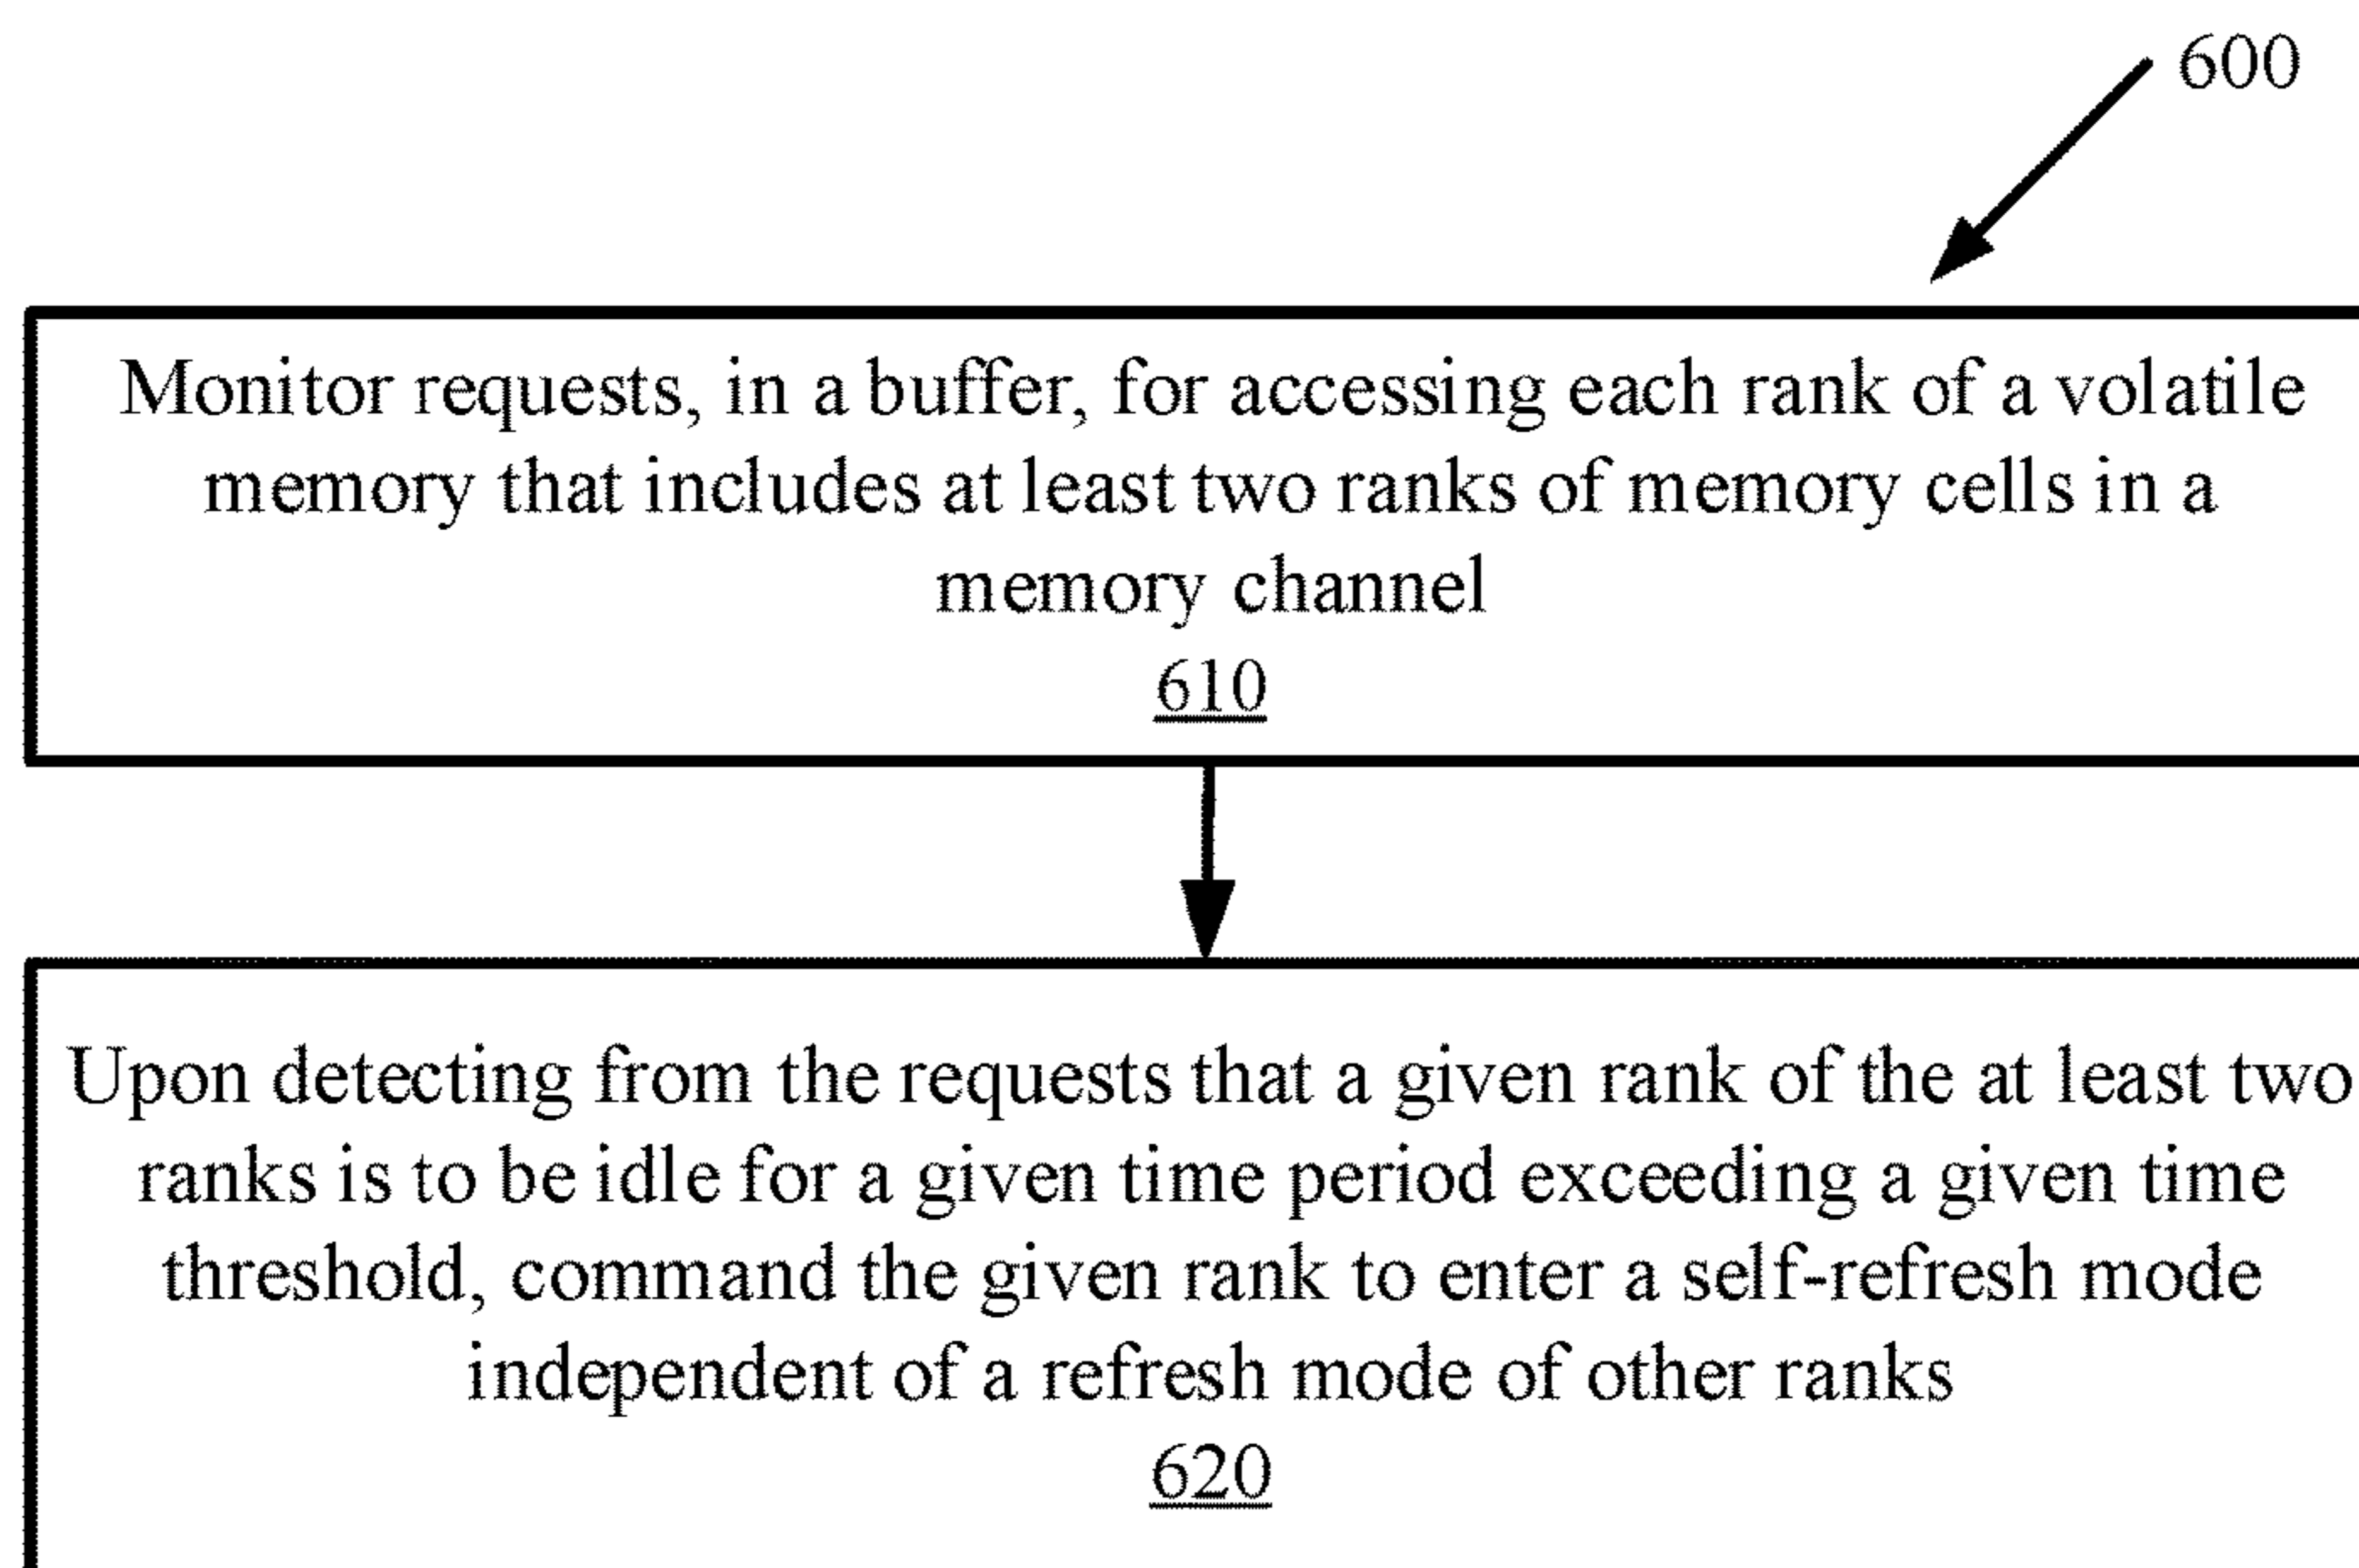 600
Monitor requests, in a buffer, for accessing each rank of a volatile
memory that includes at least two ranks of memory cells in a
memory channel
610
Upon detecting from the requests that a given rank of the at least two
ranks is to be idle for a given time period exceeding a given time
threshold, command the given rank to enter a self-refresh mode
independent of a refresh mode of other ranks
620